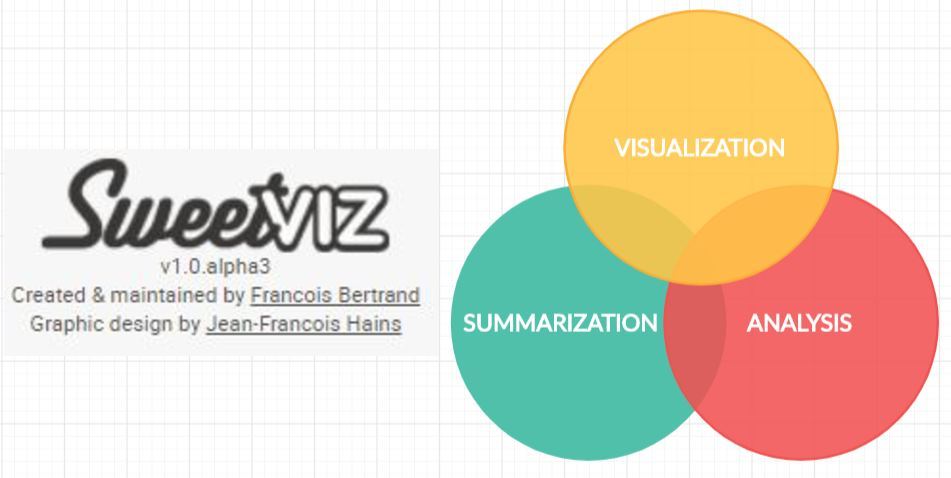 SweetVIZ
v1.0.alpha3
Created & maintained by Francois Bertrand
Graphic design by Jean-Francois Hains
VISUALIZATION
SUMMARIZATION
ANALYSIS